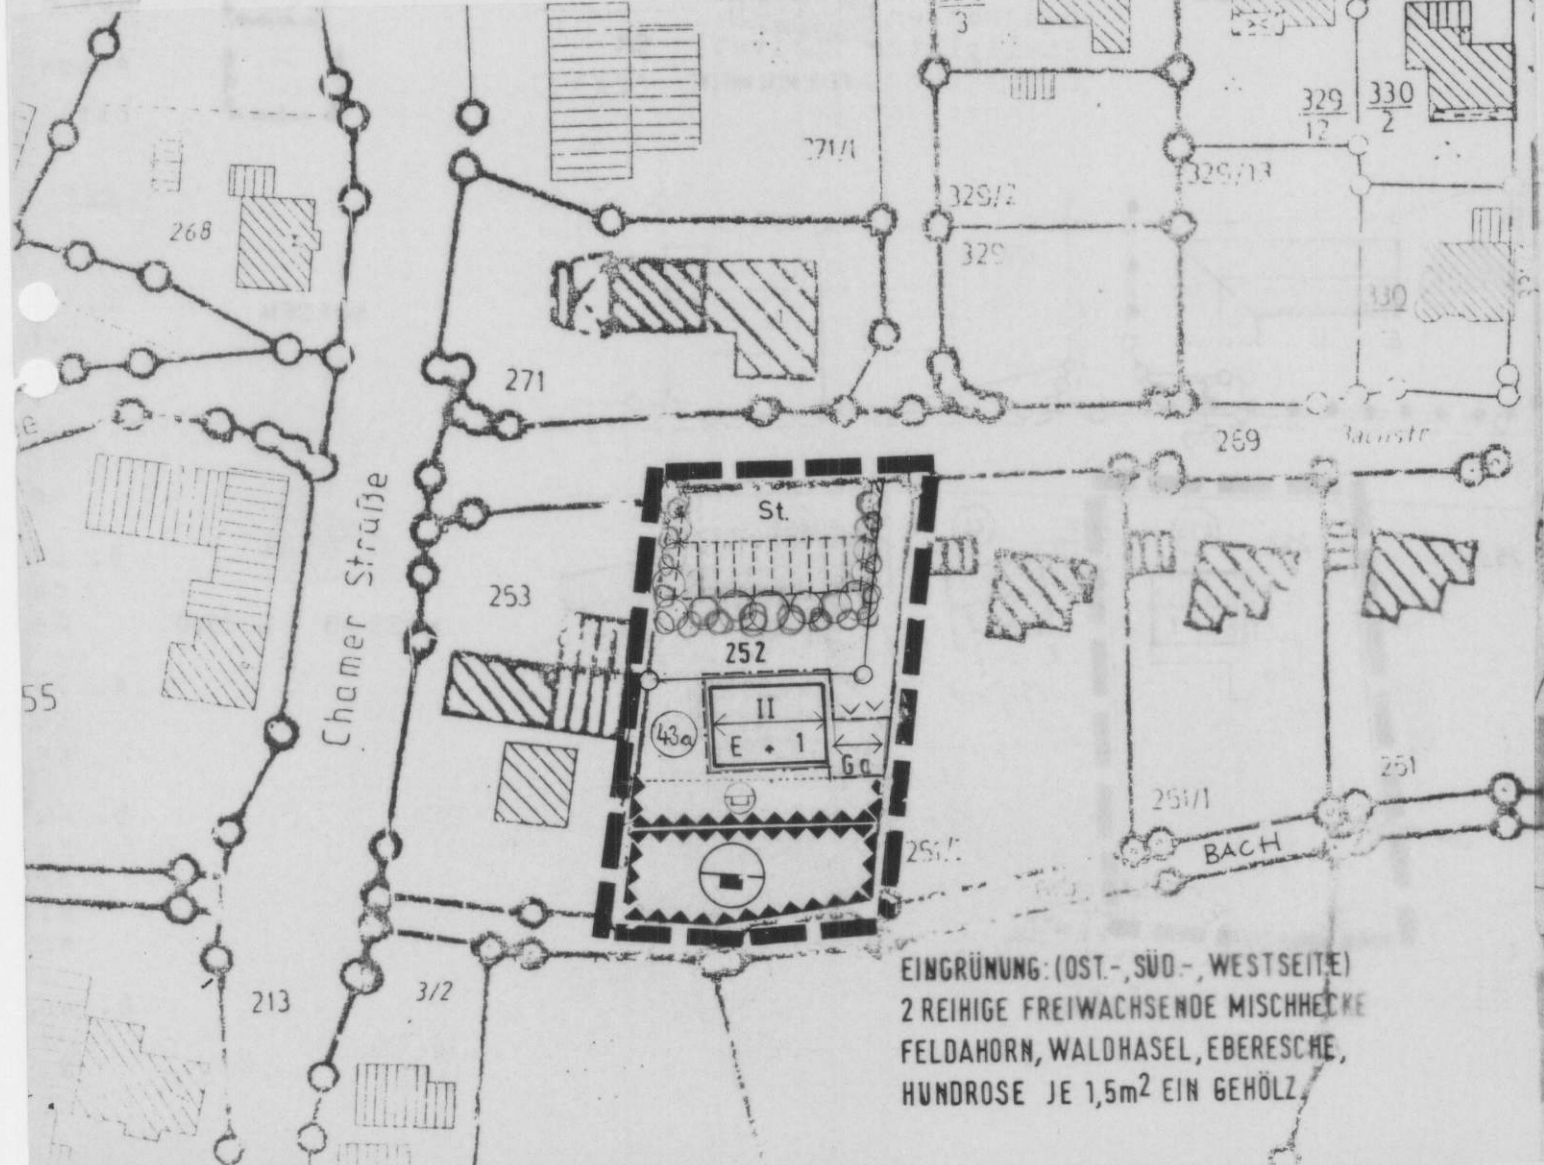 3
271/1
329
12
330
2
329/2
329/13
268
329
330
271
269
Bachstr.
St.
Chamer Straße
253
252
55
II
43a
E + 1
Ga
251
251/1
BACH
EINGRÜNUNG: (OST.-, SÜD.-, WESTSEITE)
2 REIHIGE FREIWACHSENDE MISCHHECKE
FELDAHORN, WALDHASEL, EBERESCHE,
HUNDROSE JE 1,5m² EIN GEHÖLZ.
213
3/2